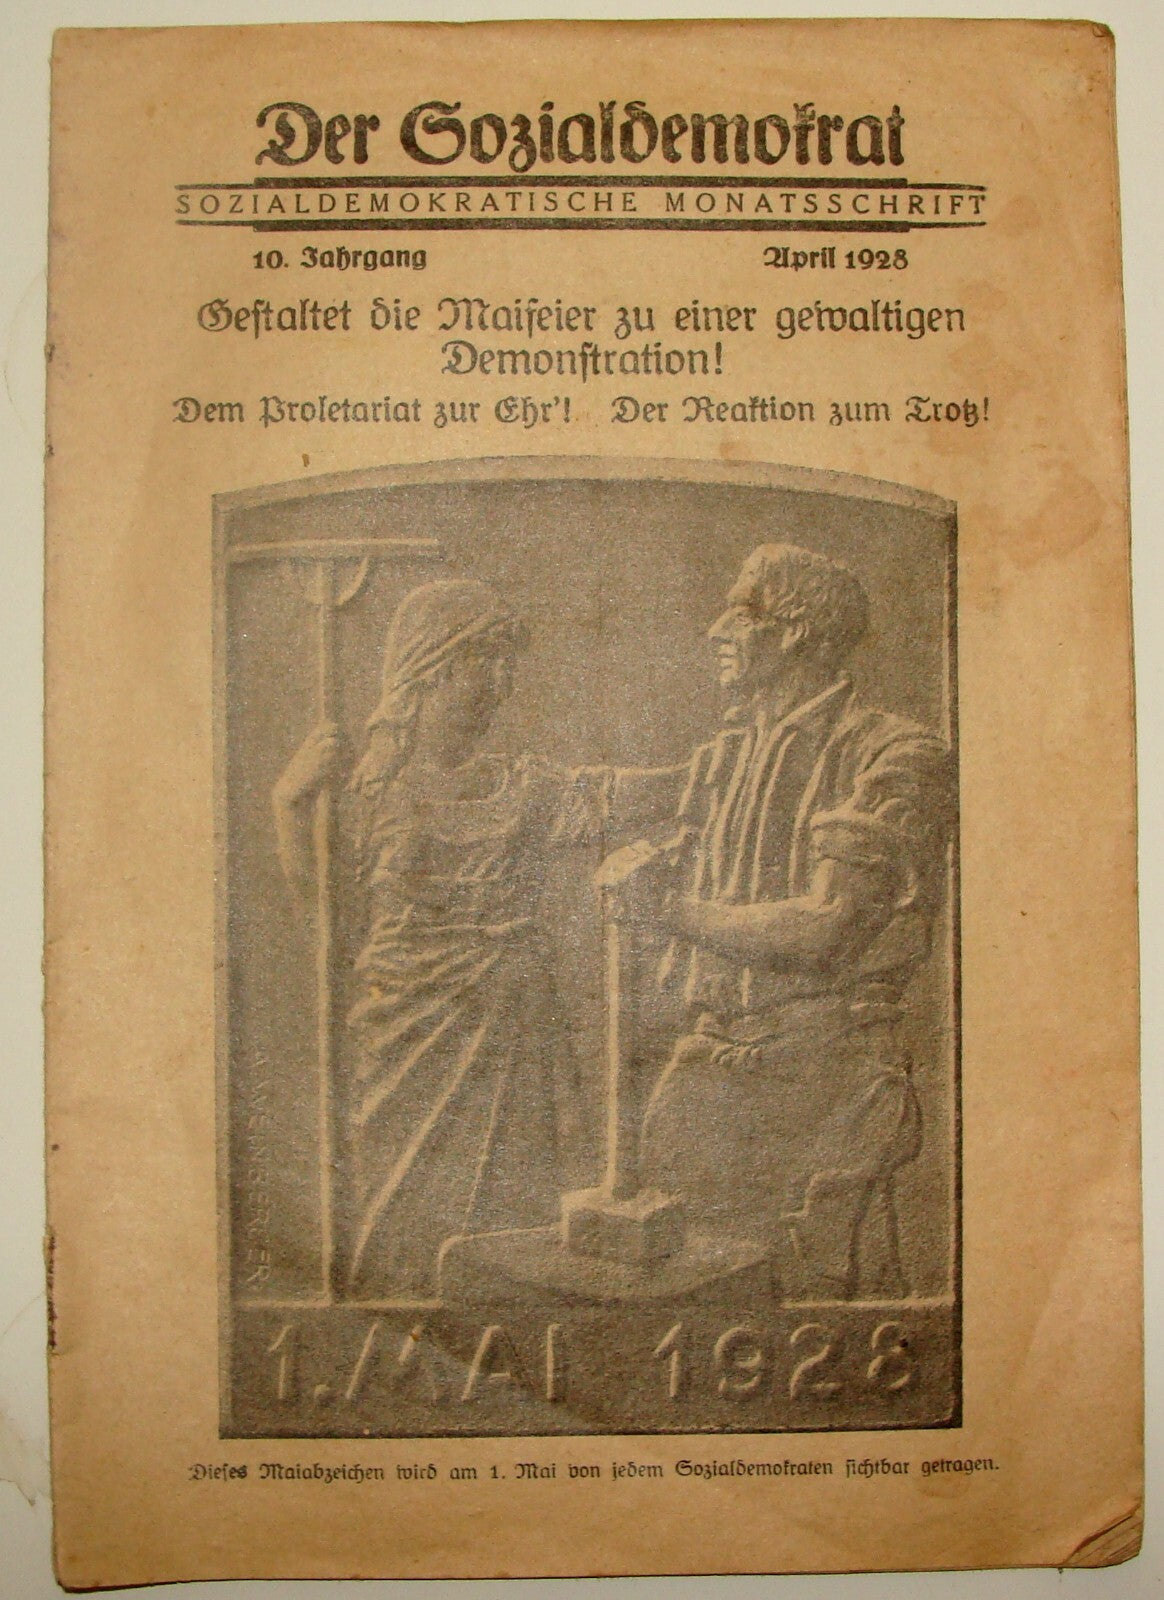 Der Sozialdemokrat
SOZIALDEMOKRATISCHE MONATSSCHRIFT
10. Jahrgang April 1928
Gestaltet die Maifeier zu einer gewaltigen
Demonstration!
Dem Proletariat zur Ehr'! Der Reaktion zum Trotz!
1. MAI 1928
Dieses Maiabzeichen wird am 1. Mai von jedem Sozialdemokraten sichtbar getragen.